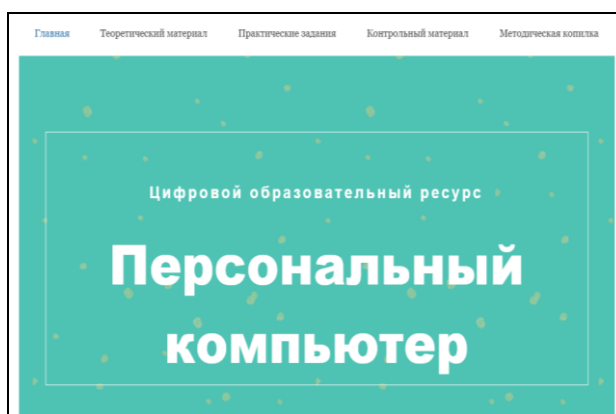 Главная Теоретический материал Практические задания Контрольный материал Методическая копилка
Цифровой образовательный ресурс
Персональный
компьютер